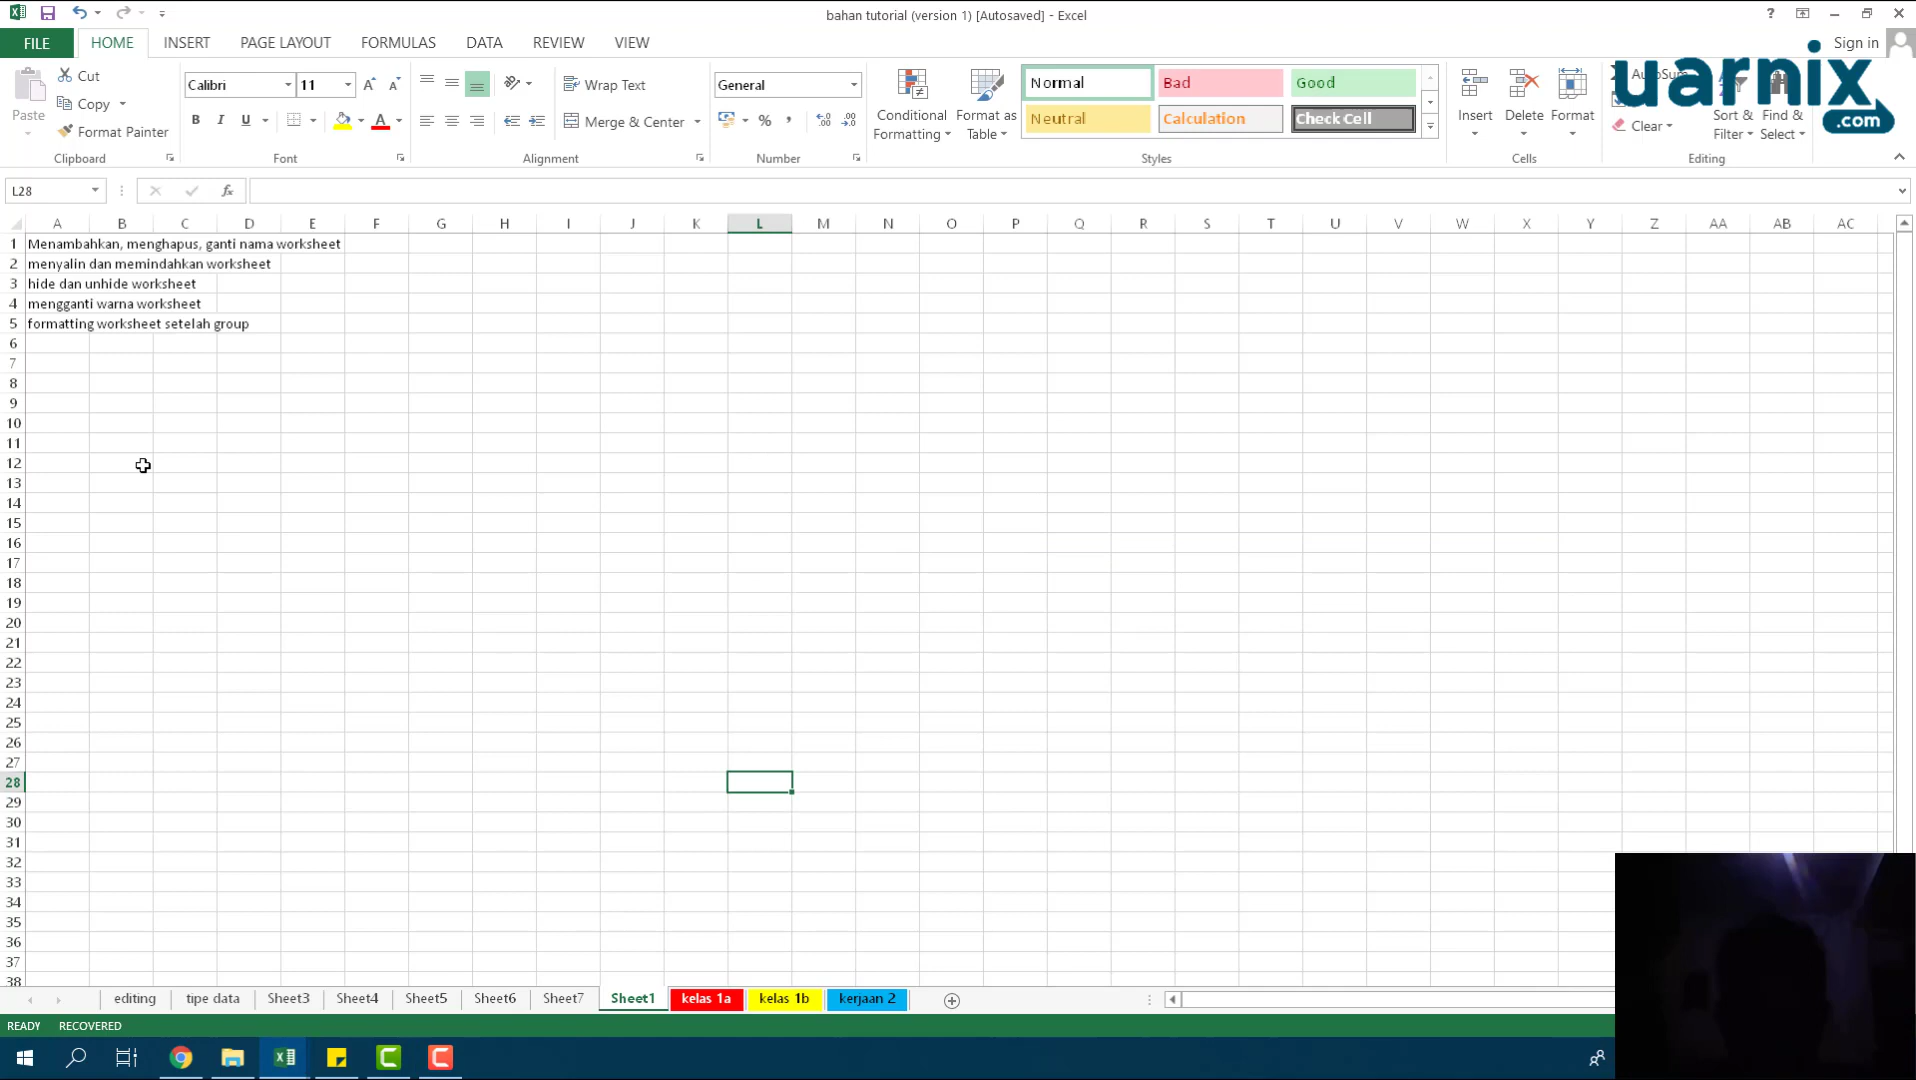 bahan tutorial (version 1) [Autosaved] - Excel
FILE HOME INSERT PAGE LAYOUT FORMULAS DATA REVIEW VIEW Sign in
uarnix
.com
Paste
Cut
Copy
Format Painter
Clipboard
Calibri 11
B I U
Font
Wrap Text
Merge & Center
Alignment
General
%
Number
Conditional
Formatting
Format as
Table
Normal Bad Good
Neutral Calculation Check Cell
Styles
Insert Delete Format
Cells
AutoSum
Clear
Sort &
Filter
Find &
Select
Editing
L28
fx
A B C D E F G H I J K L M N O P Q R S T U V W X Y Z AA AB AC
1 Menambahkan, menghapus, ganti nama worksheet
2 menyalin dan memindahkan worksheet
3 hide dan unhide worksheet
4 mengganti warna worksheet
5 formatting worksheet setelah group
6
7
8
9
10
11
12
13
14
15
16
17
18
19
20
21
22
23
24
25
26
27
28
29
30
31
32
33
34
35
36
37
38
editing tipe data Sheet3 Sheet4 Sheet5 Sheet6 Sheet7 Sheet1 kelas 1a kelas 1b kerjaan 2
READY RECOVERED